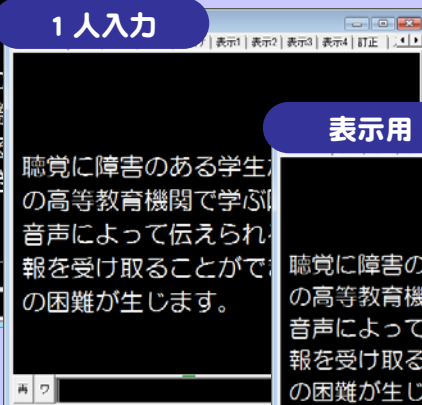 1人入力
表示1 表示2 表示3 表示4 訂正
聴覚に障害のある学生
の高等教育機関で学ぶ
音声によって伝えられ
報を受け取ることがで
の困難が生じます。
再 ワ
表示用
聴覚に障害の
の高等教育機
音声によって
報を受け取る
の困難が生じ